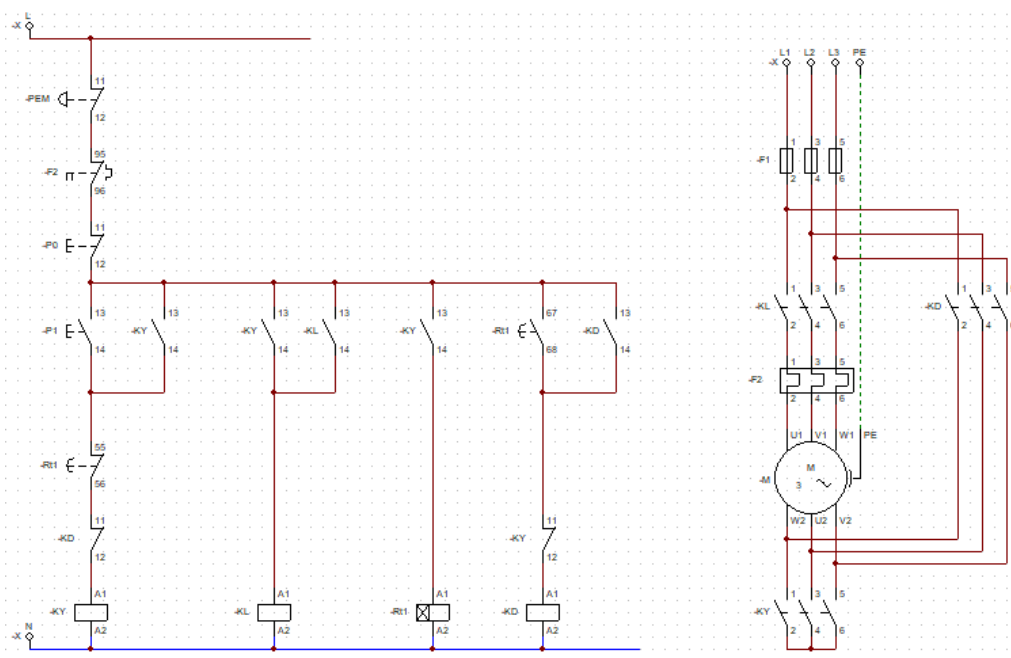 L
-X
11
-PEM
12
95
-F2
96
11
-P0
12
13
-P1
14
13
-KY
14
13
-KY
14
13
-KL
14
13
-KY
14
67
-Rt1
68
13
-KD
14
55
-Rt1
56
11
-KD
12
11
-KY
12
A1
-KY
A2
A1
-KL
A2
A1
-Rt1
A2
A1
-KD
A2
N
-X
L1 L2 L3 PE
-X
1 3 5
-F1
2 4 6
1 3 5
-KL
2 4 6
1 3
-KD
2 4 6
1 3 5
-F2
2 4 6
U1 V1 W1 PE
M
-M
3
W2 U2 V2
1 3 5
-KY
2 4 6